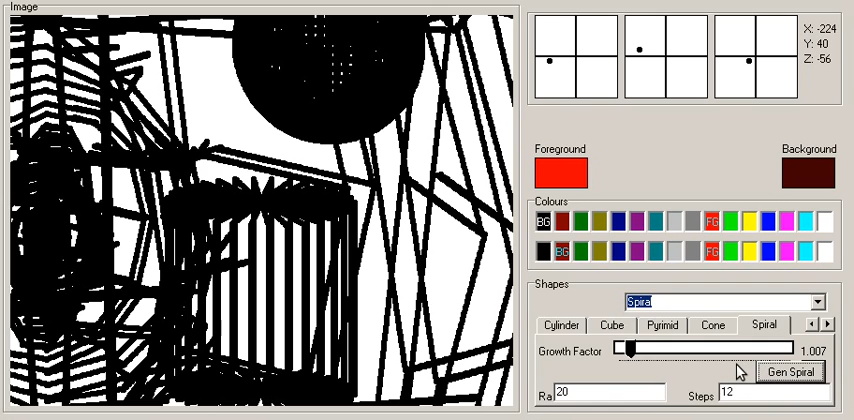 Image
X: -224
Y: 40
Z: -56
Foreground Background
Colours
BG FG
BG FG
Shapes
Spiral
Cylinder Cube Pyrimid Cone Spiral
Growth Factor 1.007
Gen Spiral
Ra 20 Steps 12